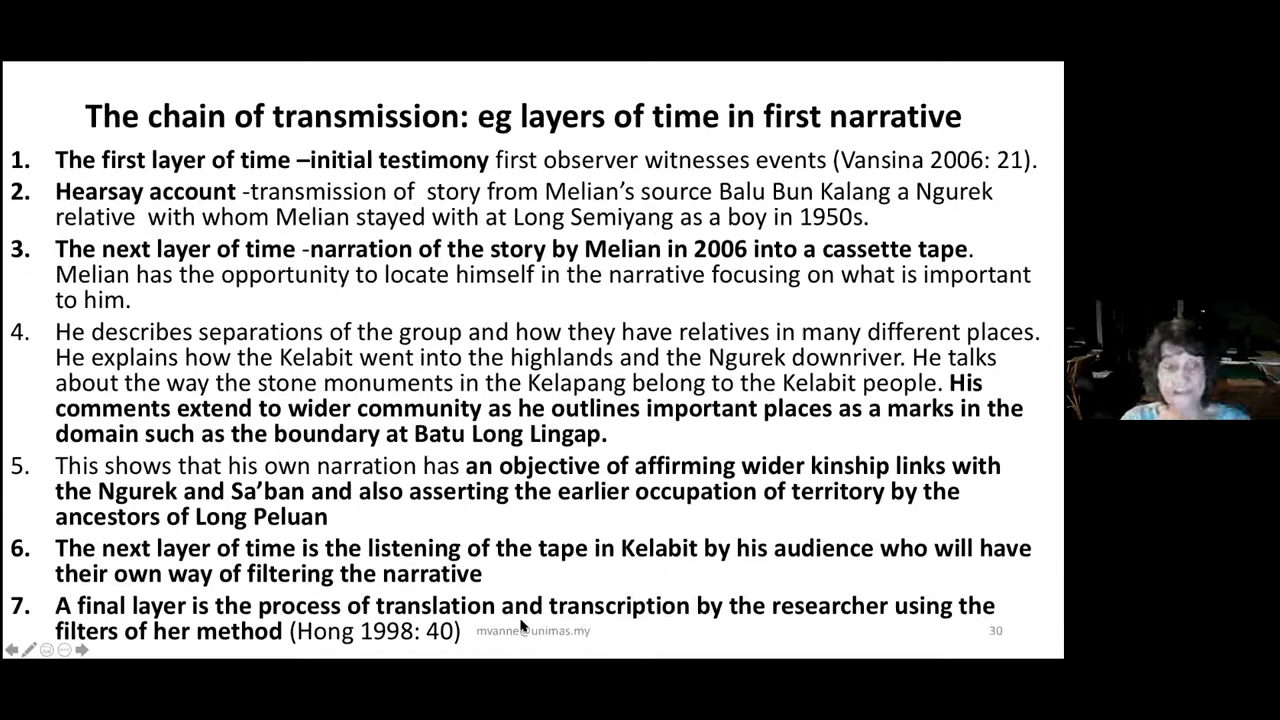 The chain of transmission: eg layers of time in first narrative
1. The first layer of time –initial testimony first observer witnesses events (Vansina 2006: 21).
2. Hearsay account -transmission of story from Melian’s source Balu Bun Kalang a Ngurek
relative with whom Melian stayed with at Long Semiyang as a boy in 1950s.
3. The next layer of time -narration of the story by Melian in 2006 into a cassette tape.
Melian has the opportunity to locate himself in the narrative focusing on what is important
to him.
4. He describes separations of the group and how they have relatives in many different places.
He explains how the Kelabit went into the highlands and the Ngurek downriver. He talks
about the way the stone monuments in the Kelapang belong to the Kelabit people. His
comments extend to wider community as he outlines important places as a marks in the
domain such as the boundary at Batu Long Lingap.
5. This shows that his own narration has an objective of affirming wider kinship links with
the Ngurek and Sa’ban and also asserting the earlier occupation of territory by the
ancestors of Long Peluan
6. The next layer of time is the listening of the tape in Kelabit by his audience who will have
their own way of filtering the narrative
7. A final layer is the process of translation and transcription by the researcher using the
filters of her method (Hong 1998: 40)
mvanne@unimas.my
30